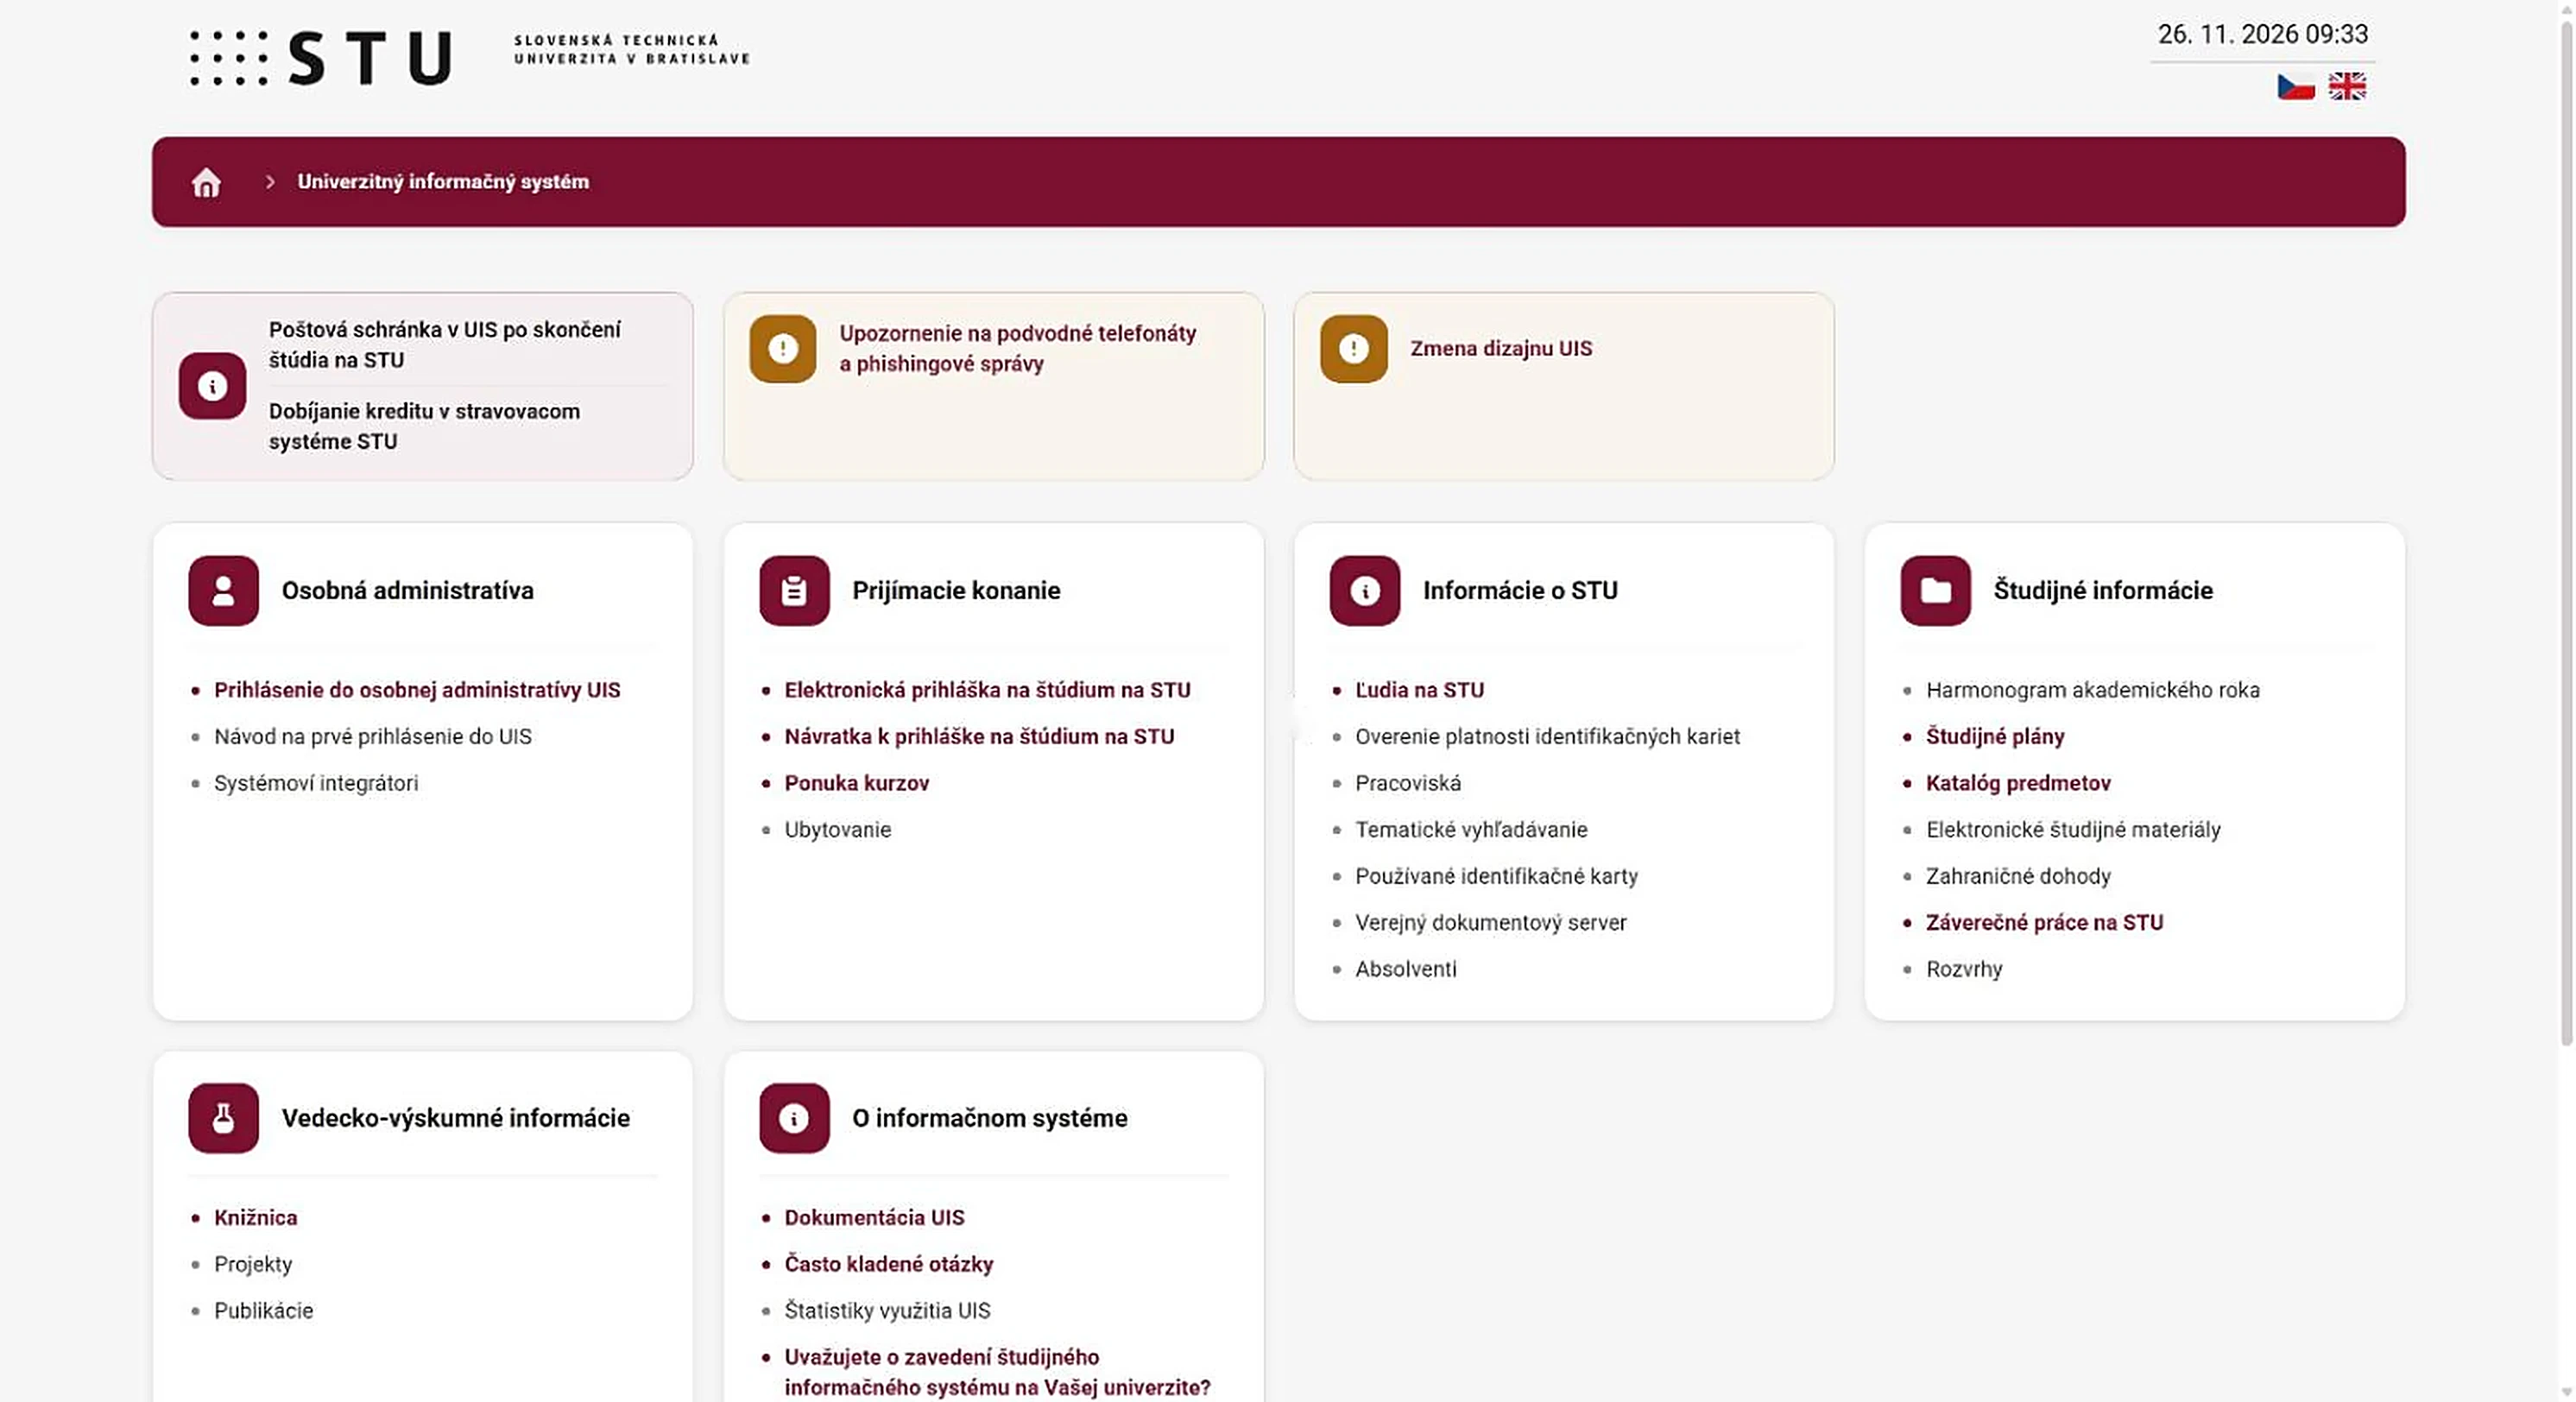 STU
SLOVENSKÁ TECHNICKÁ
UNIVERZITA V BRATISLAVE
26. 11. 2026 09:33
Univerzitný informačný systém
Poštová schránka v UIS po skončení
štúdia na STU
Dobíjanie kreditu v stravovacom
systéme STU
Upozornenie na podvodné telefonáty
a phishingové správy
Zmena dizajnu UIS
Osobná administratíva
Prihlásenie do osobnej administratívy UIS
Návod na prvé prihlásenie do UIS
Systémoví integrátori
Prijímacie konanie
Elektronická prihláška na štúdium na STU
Návratka k prihláške na štúdium na STU
Ponuka kurzov
Ubytovanie
Informácie o STU
Ľudia na STU
Overenie platnosti identifikačných kariet
Pracoviská
Tematické vyhľadávanie
Používané identifikačné karty
Verejný dokumentový server
Absolventi
Študijné informácie
Harmonogram akademického roka
Študijné plány
Katalóg predmetov
Elektronické študijné materiály
Zahraničné dohody
Záverečné práce na STU
Rozvrhy
Vedecko-výskumné informácie
Knižnica
Projekty
Publikácie
O informačnom systéme
Dokumentácia UIS
Často kladené otázky
Štatistiky využitia UIS
Uvažujete o zavedení študijného
informačného systému na Vašej univerzite?